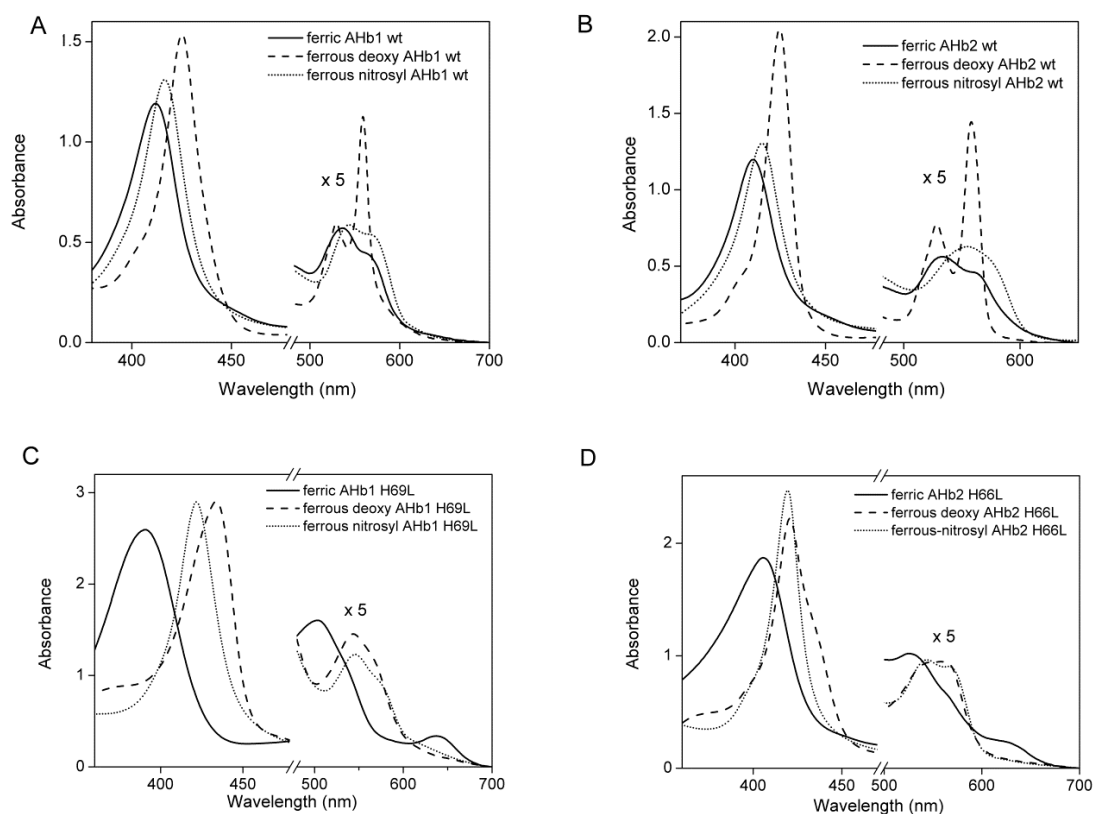 A
ferric AHb1 wt
ferrous deoxy AHb1 wt
ferrous nitrosyl AHb1 wt
x 5
Absorbance
0.0
0.5
1.0
1.5
400
450
500
600
700
Wavelength (nm)
B
ferric AHb2 wt
ferrous deoxy AHb2 wt
ferrous nitrosyl AHb2 wt
x 5
Absorbance
0.0
0.5
1.0
1.5
2.0
400
450
500
600
Wavelength (nm)
C
ferric AHb1 H69L
ferrous deoxy AHb1 H69L
ferrous nitrosyl AHb1 H69L
x 5
Absorbance
0
1
2
3
400
450
500
600
700
Wavelength (nm)
D
ferric AHb2 H66L
ferrous deoxy AHb2 H66L
ferrous-nitrosyl AHb2 H66L
x 5
Absorbance
0
1
2
400
450
500
600
700
Wavelength (nm)